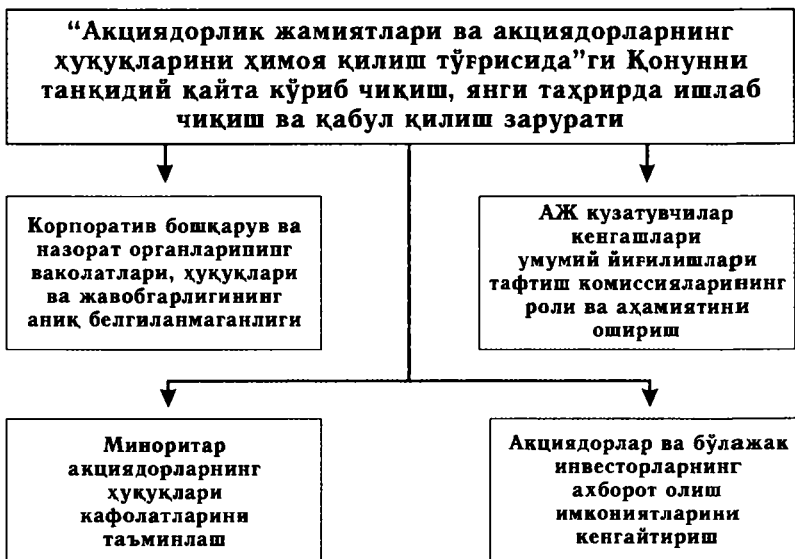 “Акциядорлик жамиятлари ва акциядорларнинг
ҳуқуқларини ҳимоя қилиш тўғрисида”ги Қонунни
танқидий қайта кўриб чиқиш, янги таҳрирда ишлаб
чиқиш ва қабул қилиш зарурати
Корпоратив бошқарув ва
назорат органларипипг
ваколатлари, ҳуқуқлари
ва жавобгарлигининг
аниқ белгиланмаганлиги
АЖ кузатувчилар
кенгашлари
умумий йиғилишлари
тафтиш комиссияларининг
роли ва аҳамиятини
ошириш
Миноритар
акциядорларнинг
ҳуқуқлари
кафолатларини
таъминлаш
Акциядорлар ва бўлажак
инвесторларнинг
ахборот олиш
имкониятларини
кенгайтириш